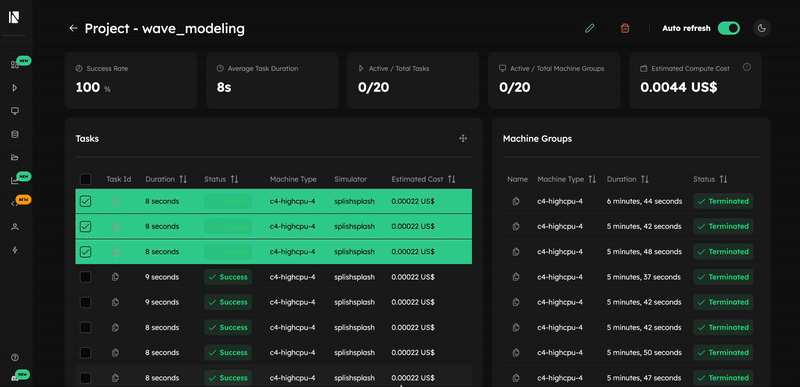 Project - wave_modeling
Auto refresh
Success Rate
100 %
Average Task Duration
8s
Active / Total Tasks
0/20
Active / Total Machine Groups
0/20
Estimated Compute Cost
0.0044 US$
NEW
NEW
BETA
NEW
Tasks
Task Id Duration Status Machine Type Simulator Estimated Cost
8 seconds c4-highcpu-4 splishsplash 0.00022 US$
8 seconds c4-highcpu-4 splishsplash 0.00022 US$
8 seconds c4-highcpu-4 splishsplash 0.00022 US$
9 seconds Success c4-highcpu-4 splishsplash 0.00022 US$
9 seconds Success c4-highcpu-4 splishsplash 0.00022 US$
8 seconds Success c4-highcpu-4 splishsplash 0.00022 US$
8 seconds Success c4-highcpu-4 splishsplash 0.00022 US$
8 seconds Success c4-highcpu-4 splishsplash 0.00022 US$
Machine Groups
Name Machine Type Duration Status
c4-highcpu-4 6 minutes, 44 seconds Terminated
c4-highcpu-4 5 minutes, 42 seconds Terminated
c4-highcpu-4 5 minutes, 48 seconds Terminated
c4-highcpu-4 5 minutes, 37 seconds Terminated
c4-highcpu-4 5 minutes, 42 seconds Terminated
c4-highcpu-4 5 minutes, 42 seconds Terminated
c4-highcpu-4 5 minutes, 50 seconds Terminated
c4-highcpu-4 5 minutes, 47 seconds Terminated